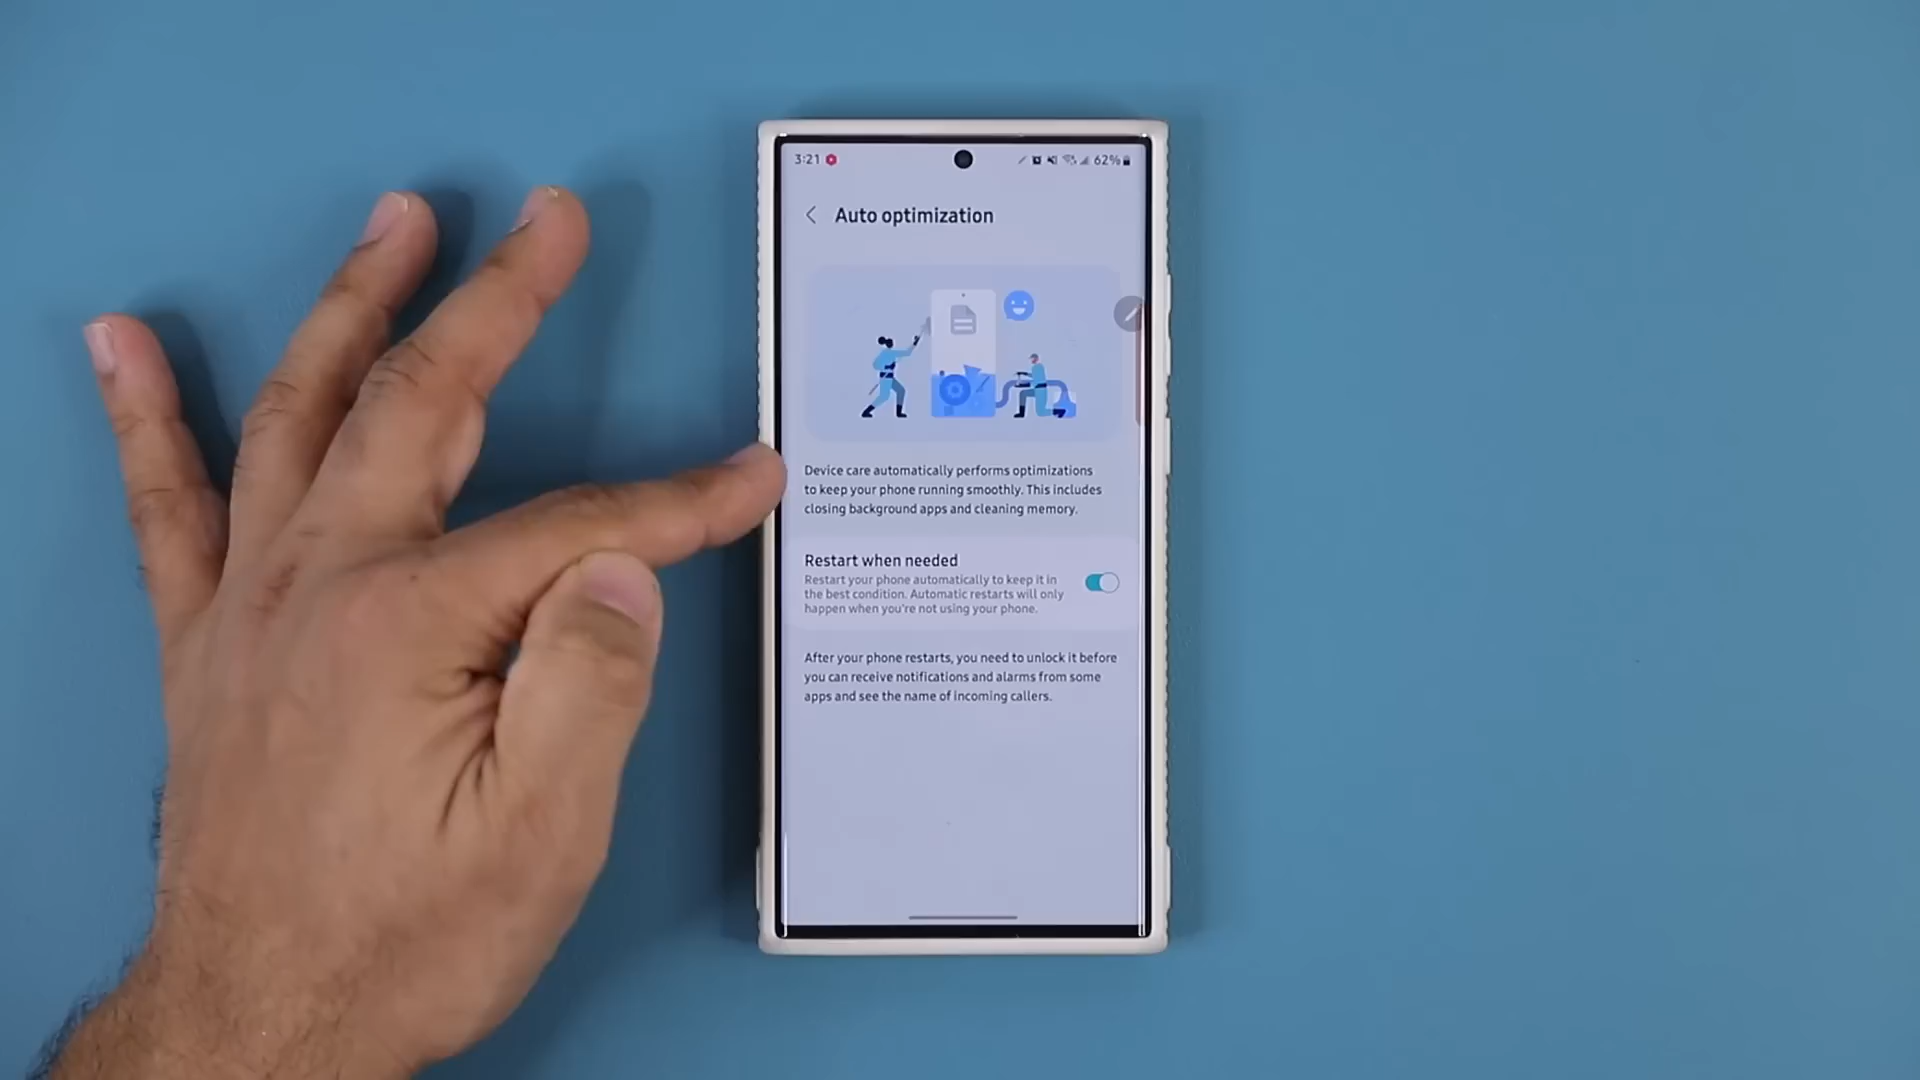 3:21
62%
Auto optimization
Device care automatically performs optimizations
to keep your phone running smoothly. This includes
closing background apps and cleaning memory.
Restart when needed
Restart your phone automatically to keep it in
the best condition. Automatic restarts will only
happen when you're not using your phone.
After your phone restarts, you need to unlock it before
you can receive notifications and alarms from some
apps and see the name of incoming callers.